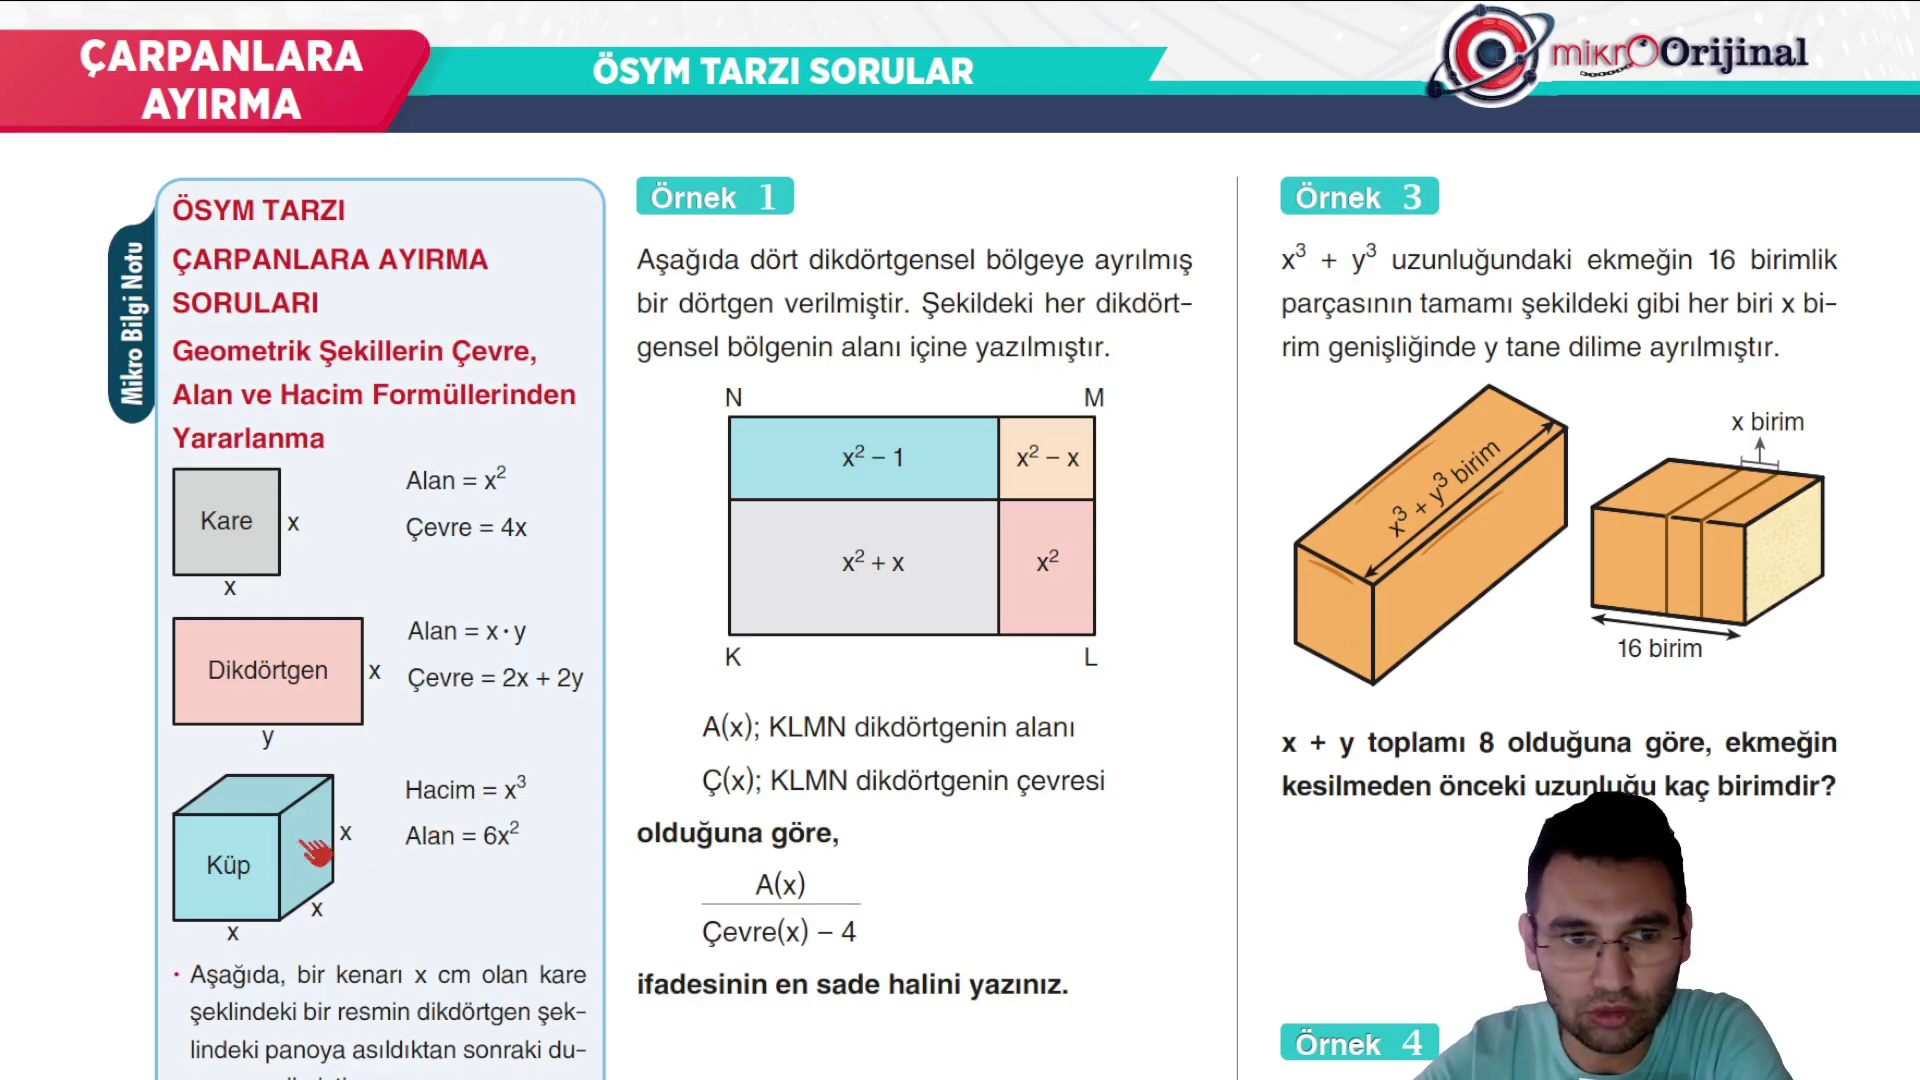 ÇARPANLARA
AYIRMA
ÖSYM TARZI SORULAR
mikro Orijinal
Mikro Bilgi Notu
ÖSYM TARZI
ÇARPANLARA AYIRMA
SORULARI
Geometrik Şekillerin Çevre,
Alan ve Hacim Formüllerinden
Yararlanma
Kare
x
x
Alan = x²
Çevre = 4x
Dikdörtgen
x
y
Alan = x · y
Çevre = 2x + 2y
Küp
x
x
x
Hacim = x³
Alan = 6x²
• Aşağıda, bir kenarı x cm olan kare
şeklindeki bir resmin dikdörtgen şek-
lindeki panoya asıldıktan sonraki du-
Örnek 1
Aşağıda dört dikdörtgensel bölgeye ayrılmış
bir dörtgen verilmiştir. Şekildeki her dikdört-
gensel bölgenin alanı içine yazılmıştır.
N M
x² − 1 x² − x
x² + x x²
K L
A(x); KLMN dikdörtgenin alanı
Ç(x); KLMN dikdörtgenin çevresi
olduğuna göre,
A(x)
Çevre(x) − 4
ifadesinin en sade halini yazınız.
Örnek 3
x³ + y³ uzunluğundaki ekmeğin 16 birimlik
parçasının tamamı şekildeki gibi her biri x bi-
rim genişliğinde y tane dilime ayrılmıştır.
x³ + y³ birim
x birim
16 birim
x + y toplamı 8 olduğuna göre, ekmeğin
kesilmeden önceki uzunluğu kaç birimdir?
Örnek 4